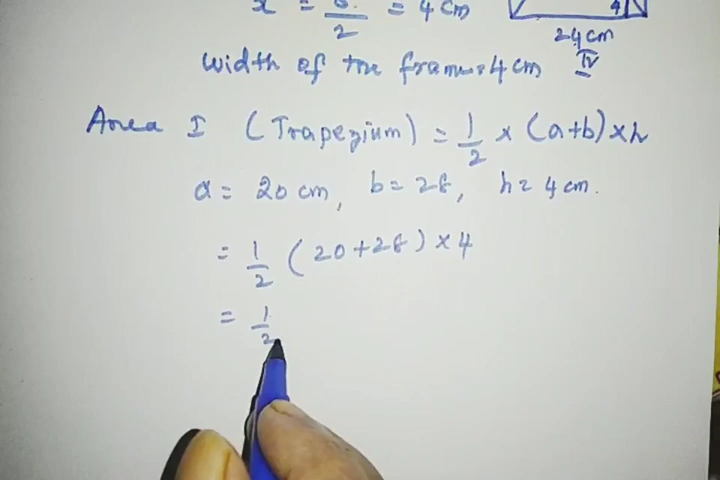 x = 8/2 = 4 cm
4
24 cm
IV
width of the frame = 4 cm
Area I (Trapezium) = 1/2 × (a+b) × h
a = 20 cm, b = 28, h = 4 cm.
= 1/2 (20+28) × 4
= 1/2